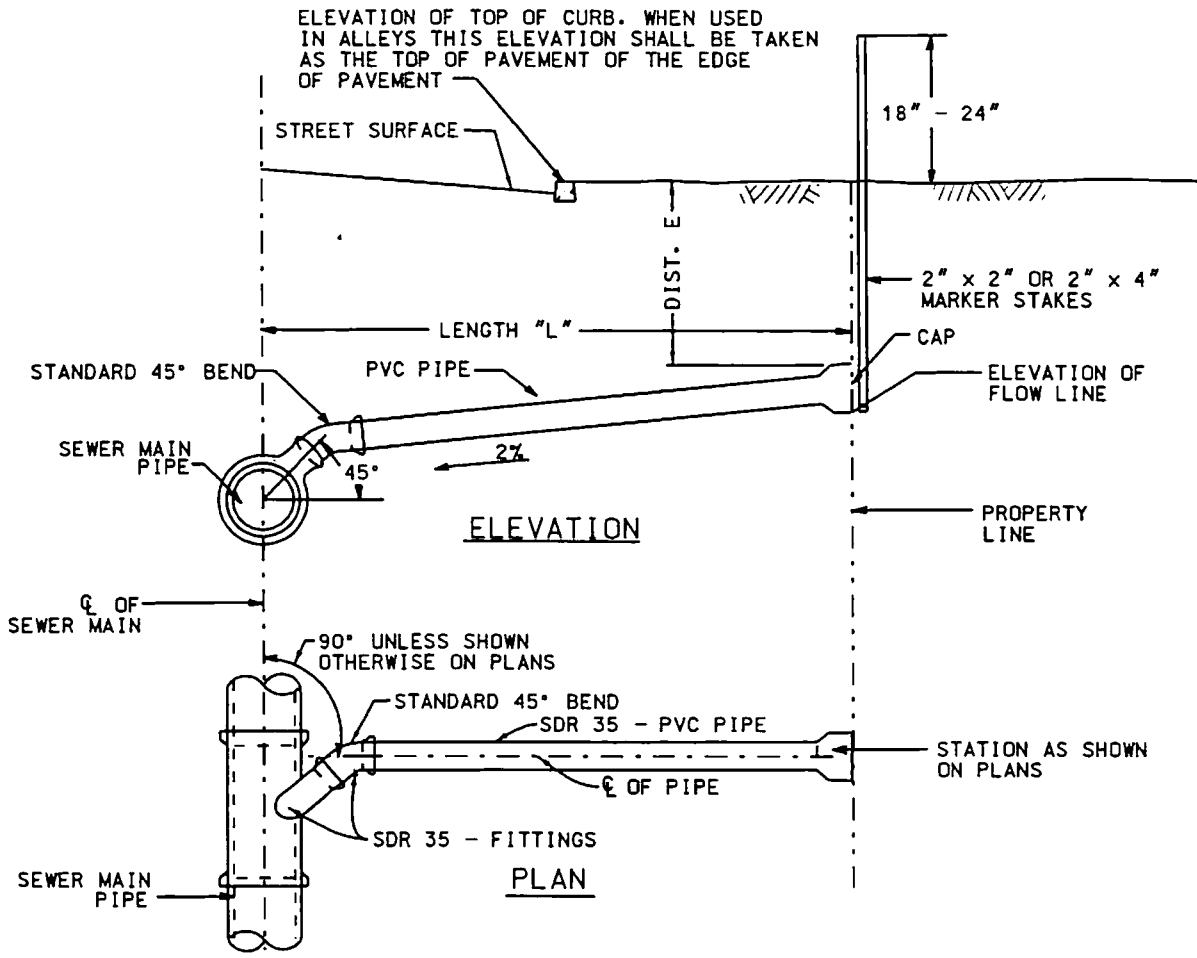 ELEVATION OF TOP OF CURB. WHEN USED
IN ALLEYS THIS ELEVATION SHALL BE TAKEN
AS THE TOP OF PAVEMENT OF THE EDGE
OF PAVEMENT
18" - 24"
STREET SURFACE
DIST. E
2" x 2" OR 2" x 4"
MARKER STAKES
LENGTH "L"
CAP
STANDARD 45° BEND
PVC PIPE
ELEVATION OF
FLOW LINE
SEWER MAIN
PIPE
45°
2%
ELEVATION
PROPERTY
LINE
℄ OF
SEWER MAIN
90° UNLESS SHOWN
OTHERWISE ON PLANS
STANDARD 45° BEND
SDR 35 - PVC PIPE
STATION AS SHOWN
ON PLANS
℄ OF PIPE
SDR 35 - FITTINGS
SEWER MAIN
PIPE
PLAN